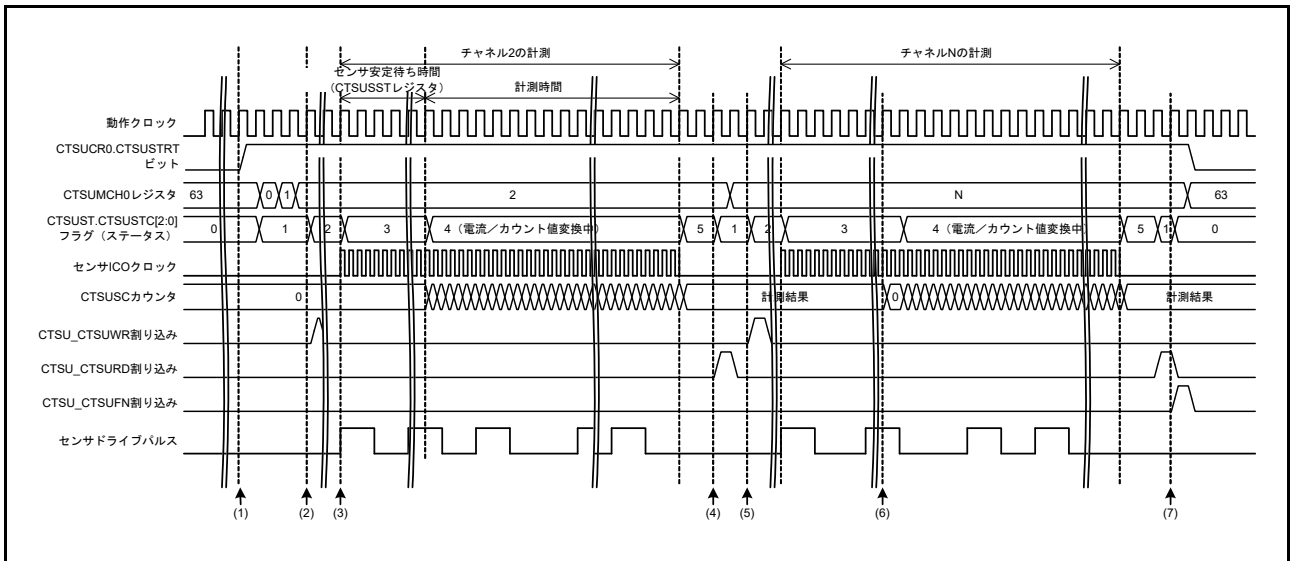 チャネル2の計測
チャネルNの計測
センサ安定待ち時間
(CTSUSSTレジスタ)
計測時間
動作クロック
CTSUCR0.CTSUSTRT
ビット
CTSUMCH0レジスタ
63
0
1
2
N
63
CTSUST.CTSUSTC[2:0]
フラグ(ステータス)
0
1
2
3
4(電流/カウント値変換中)
5
1
2
3
4(電流/カウント値変換中)
5
1
0
センサICOクロック
CTSUSCカウンタ
0
計測結果
0
計測結果
CTSU_CTSUWR割り込み
CTSU_CTSURD割り込み
CTSU_CTSUFN割り込み
センサドライブパルス
(1)
(2)
(3)
(4)
(5)
(6)
(7)